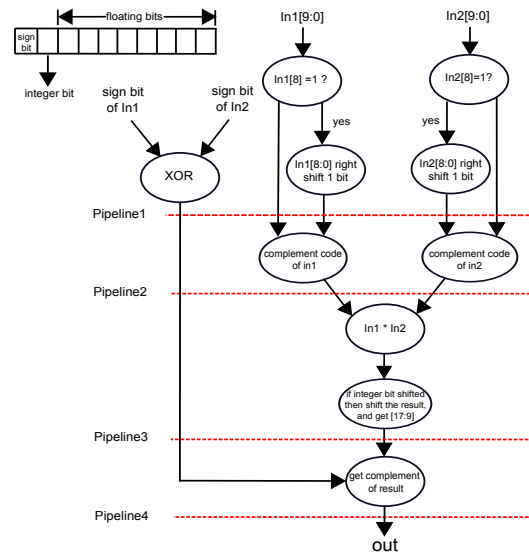 floating bits
sign
bit
integer bit
sign bit
of In1
sign bit
of In2
XOR
In1[9:0]
In2[9:0]
In1[8] =1 ?
In2[8]=1?
yes
yes
In1[8:0] right
shift 1 bit
In2[8:0] right
shift 1 bit
Pipeline1
complement code
of in1
complement code
of in2
Pipeline2
In1 * In2
if integer bit shifted
then shift the result,
and get [17:9]
Pipeline3
get complement
of result
Pipeline4
out